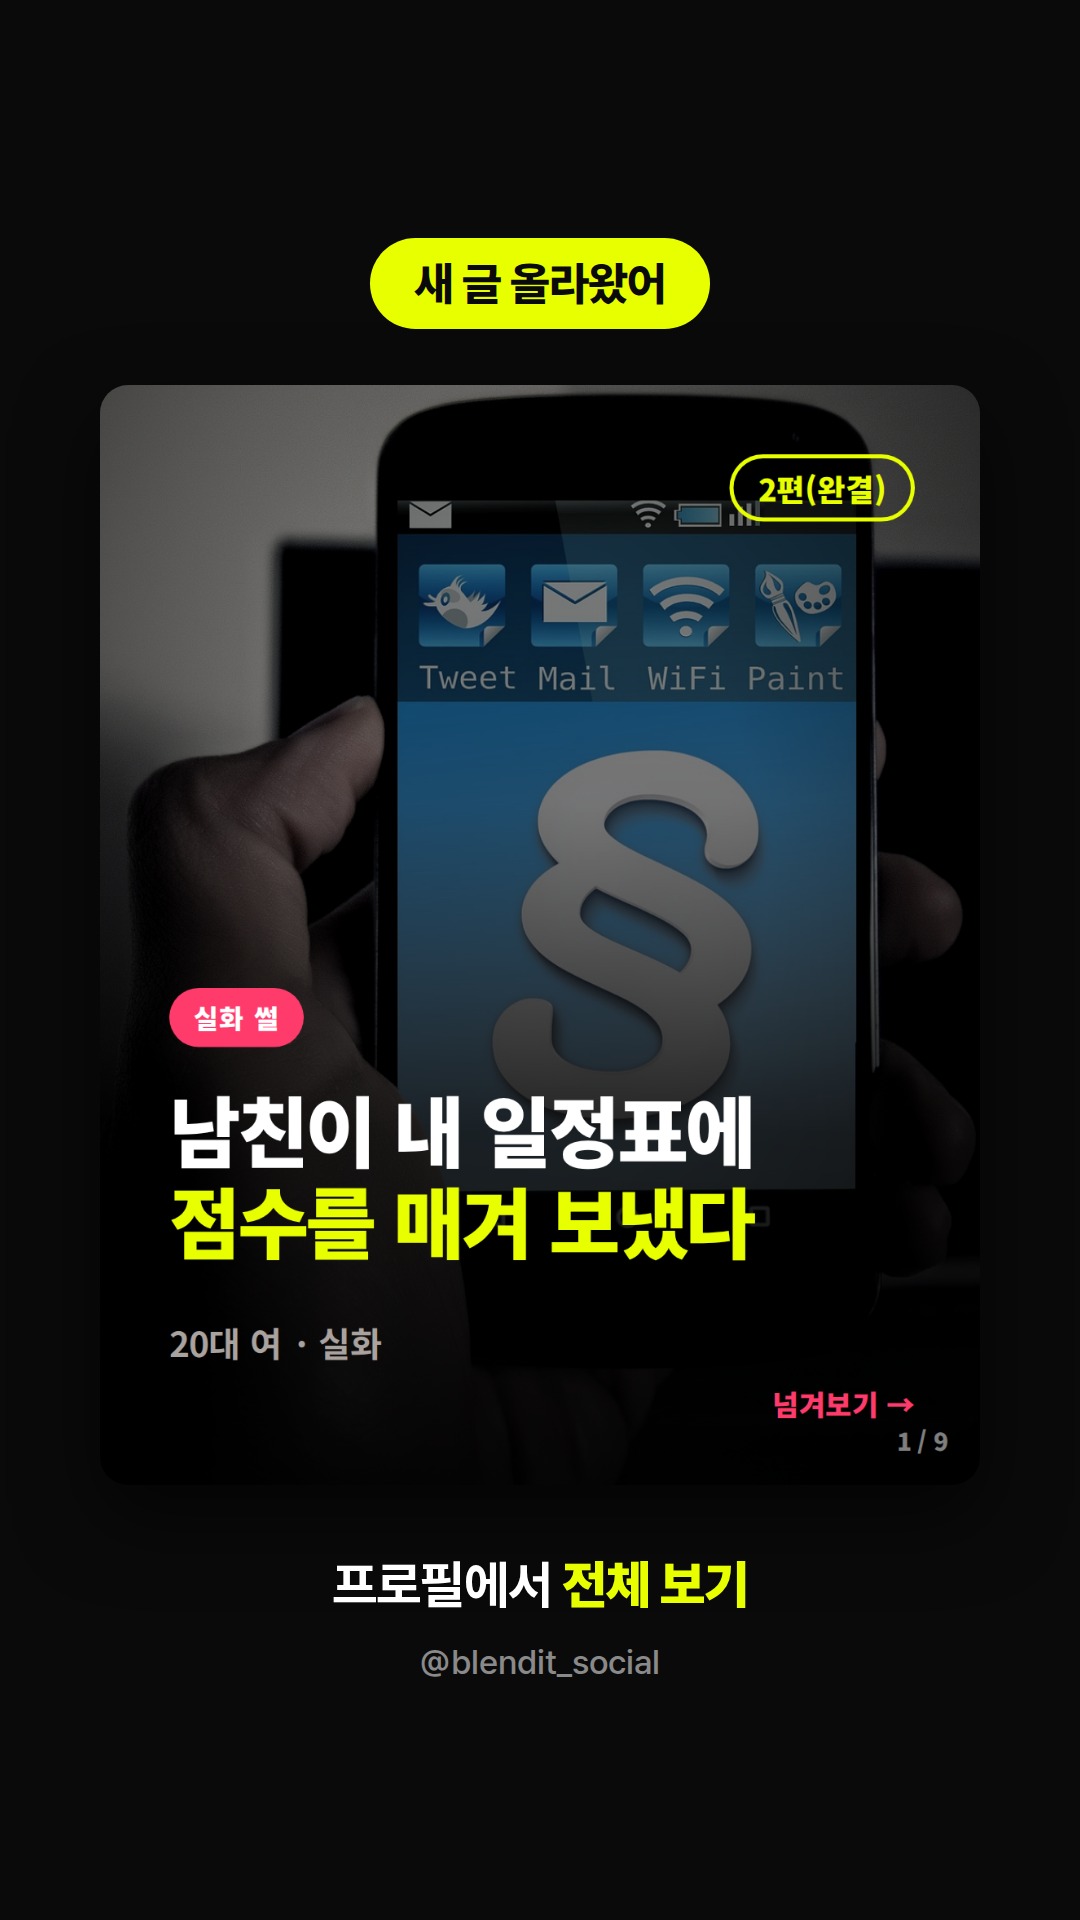 새 글 올라왔어
2편(완결)
Tweet Mail WiFi Paint
§
실화 썰
남친이 내 일정표에
점수를 매겨 보냈다
20대 여 · 실화
넘겨보기 →
1 / 9
프로필에서 전체 보기
@blendit_social